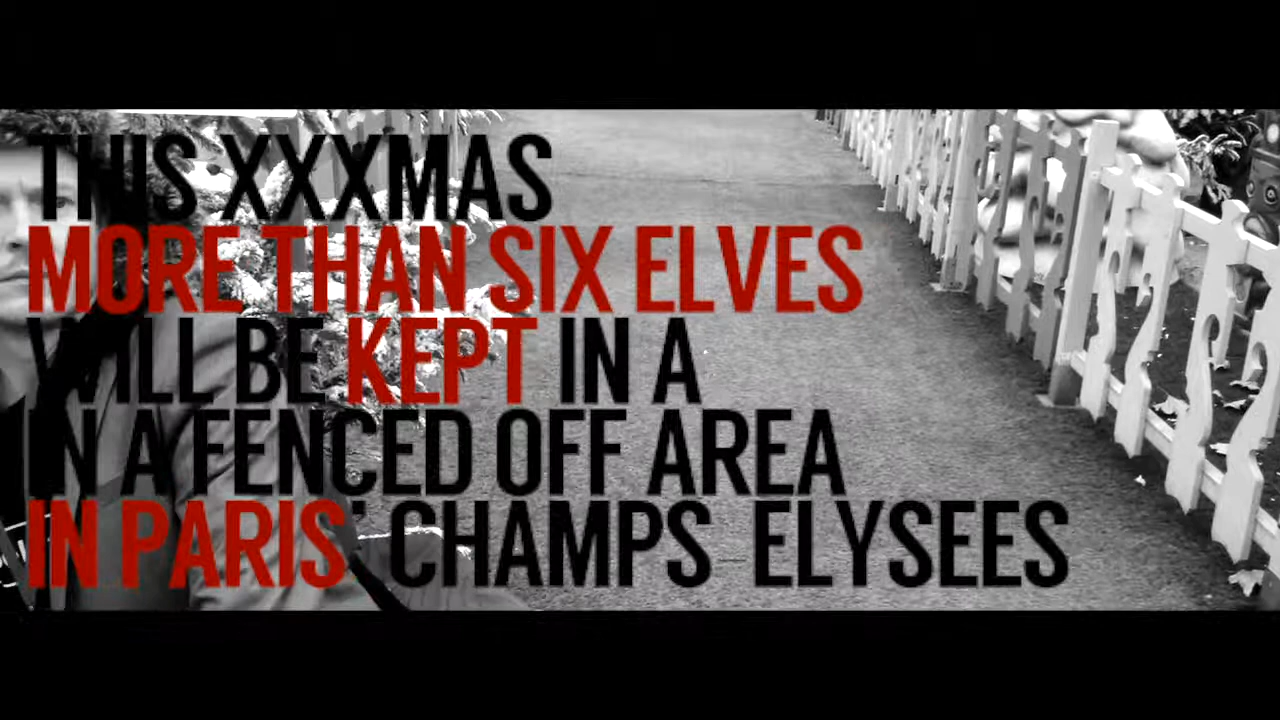 THIS XXXMAS
MORE THAN SIX ELVES
WILL BE KEPT IN A
IN A FENCED OFF AREA
IN PARIS' CHAMPS ELYSEES